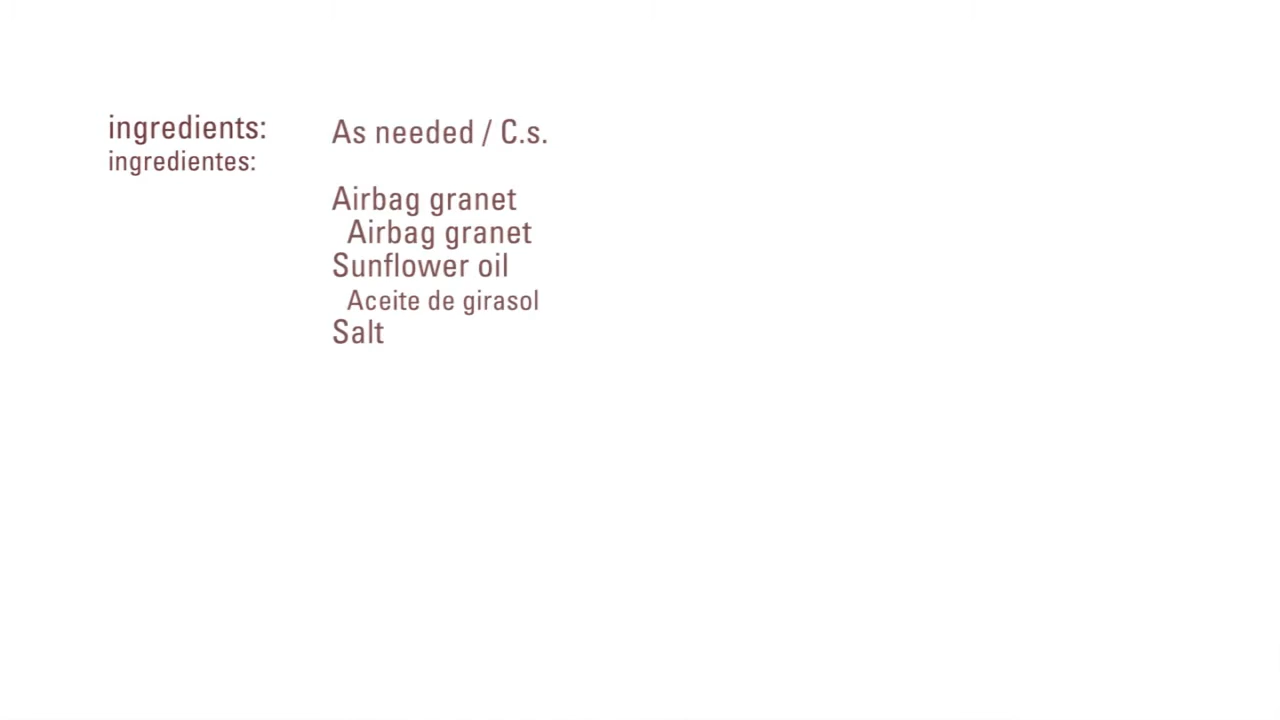 ingredients:
ingredientes:
As needed / C.s.
Airbag granet
Airbag granet
Sunflower oil
Aceite de girasol
Salt